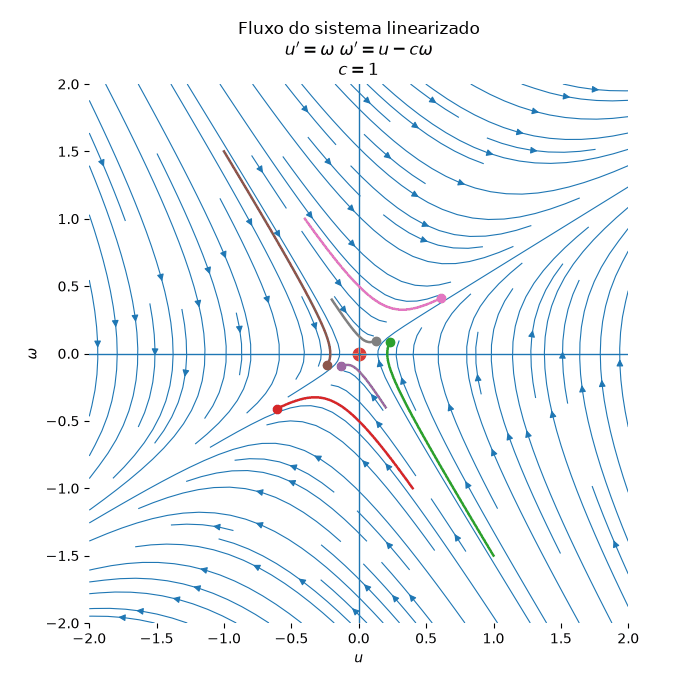 Fluxo do sistema linearizado
u′ = ω ω′ = u − cω
c = 1
2.0
1.5
1.0
0.5
0.0
−0.5
−1.0
−1.5
−2.0
ω
−2.0 −1.5 −1.0 −0.5 0.0 0.5 1.0 1.5 2.0
u